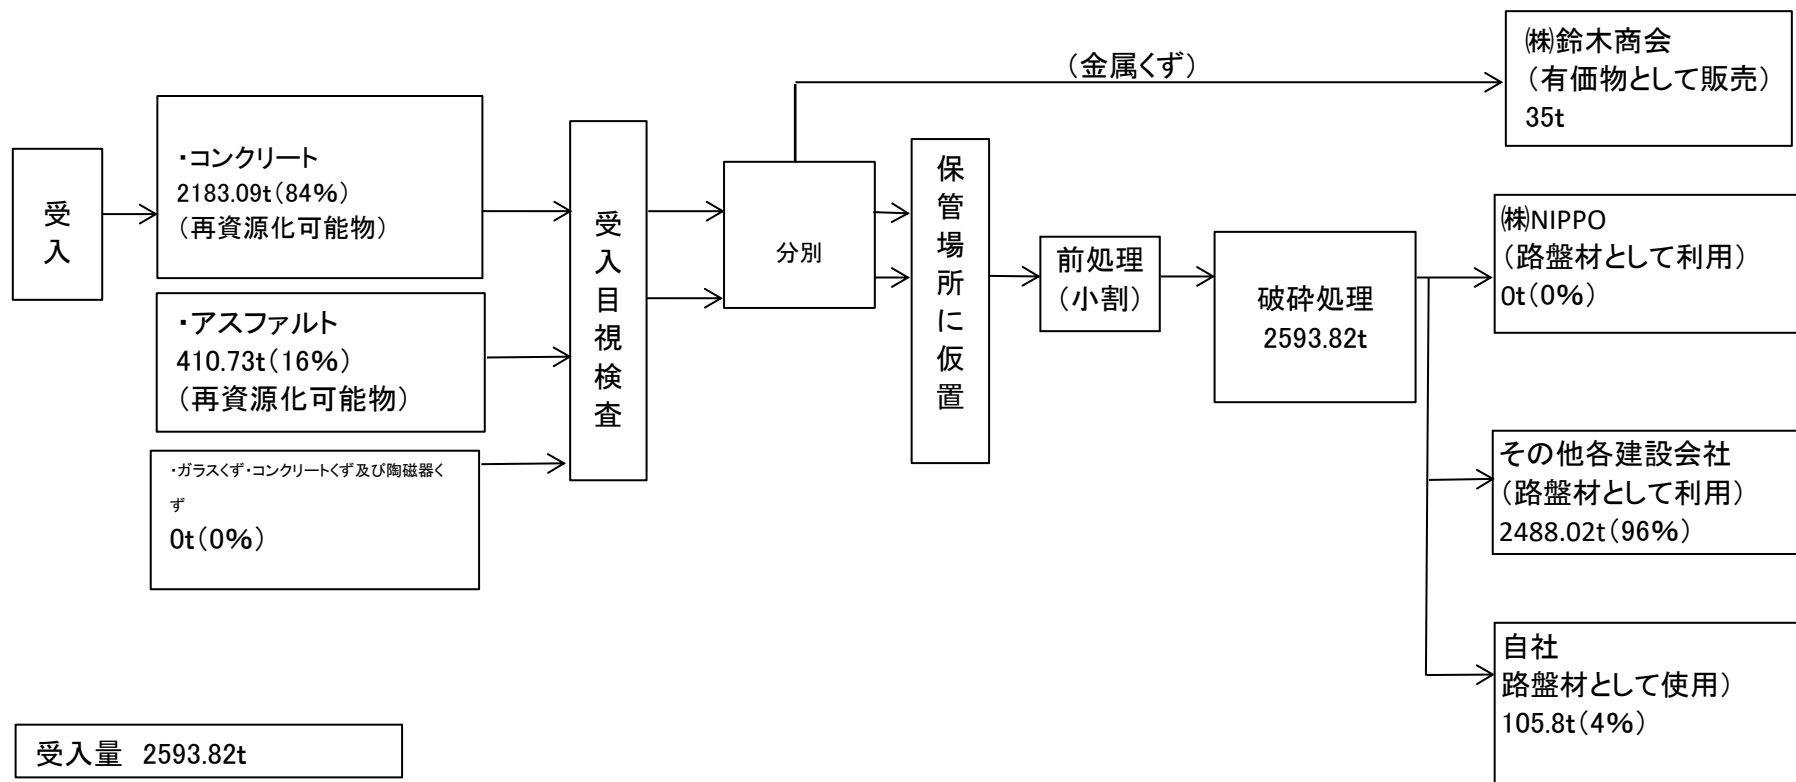 受入
・コンクリート
2183.09t(84%)
(再資源化可能物)
・アスファルト
410.73t(16%)
(再資源化可能物)
・ガラスくず・コンクリートくず及び陶磁器く
ず
0t(0%)
受入目視検査
分別
(金属くず)
保管場所に仮置
前処理
(小割)
破砕処理
2593.82t
㈱鈴木商会
(有価物として販売)
35t
㈱NIPPO
(路盤材として利用)
0t(0%)
その他各建設会社
(路盤材として利用)
2488.02t(96%)
自社
路盤材として使用)
105.8t(4%)
受入量 2593.82t